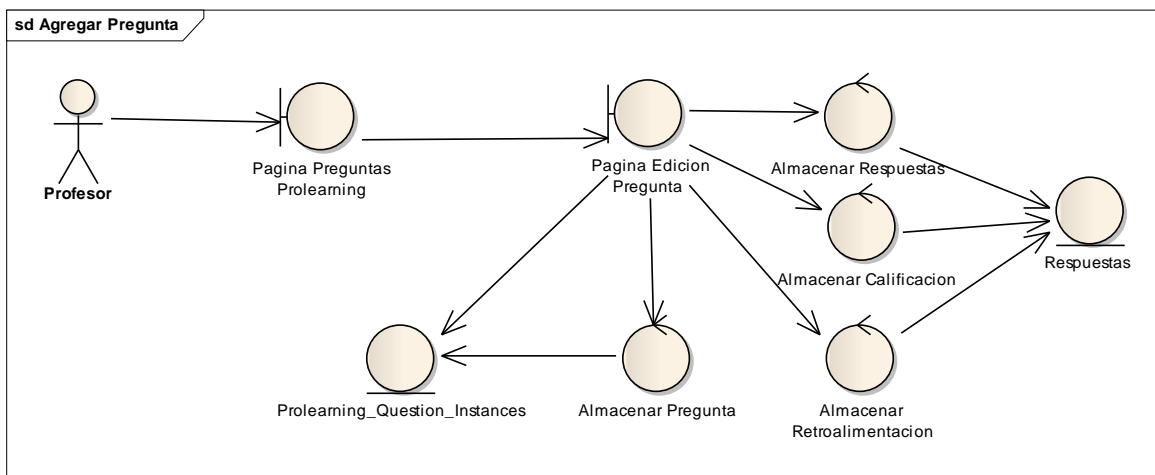 sd Agregar Pregunta
Profesor
Pagina Preguntas
Prolearning
Pagina Edicion
Pregunta
Almacenar Respuestas
Almacenar Calificacion
Respuestas
Prolearning_Question_Instances
Almacenar Pregunta
Almacenar
Retroalimentacion